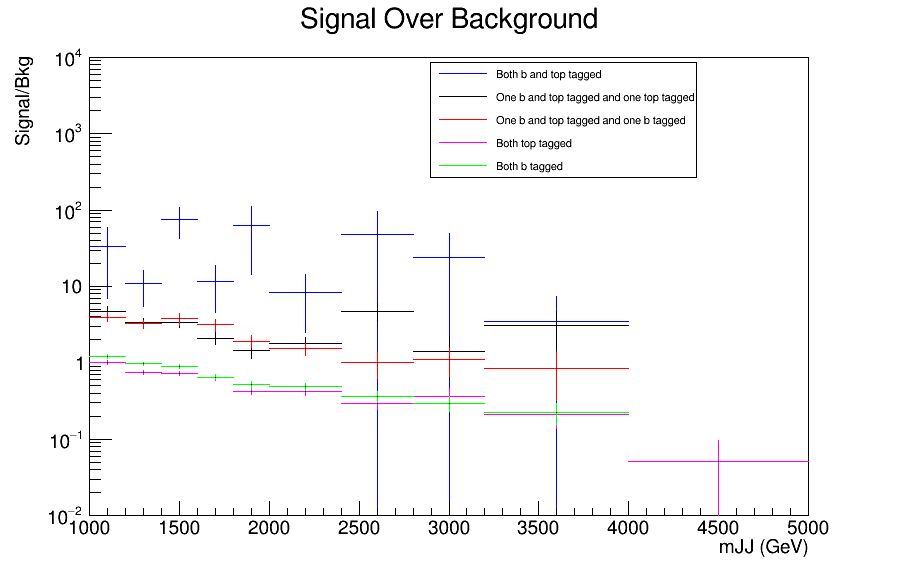 Signal Over Background
Signal/Bkg
10^4
10^3
10^2
10
1
10^−1
10^−2
Both b and top tagged
One b and top tagged and one top tagged
One b and top tagged and one b tagged
Both top tagged
Both b tagged
1000 1500 2000 2500 3000 3500 4000 4500 5000
mJJ (GeV)